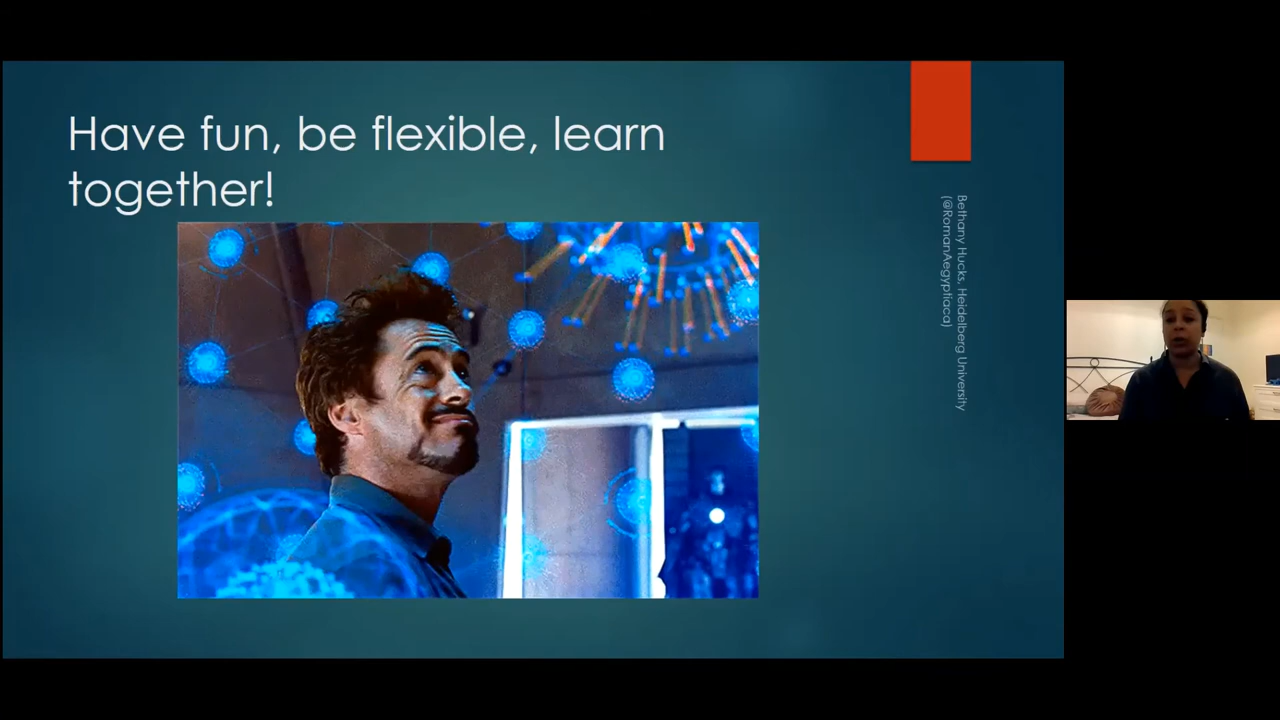 Have fun, be flexible, learn
together!
Bethany Hucks, Heidelberg University
(@RomanAegyptiaca)